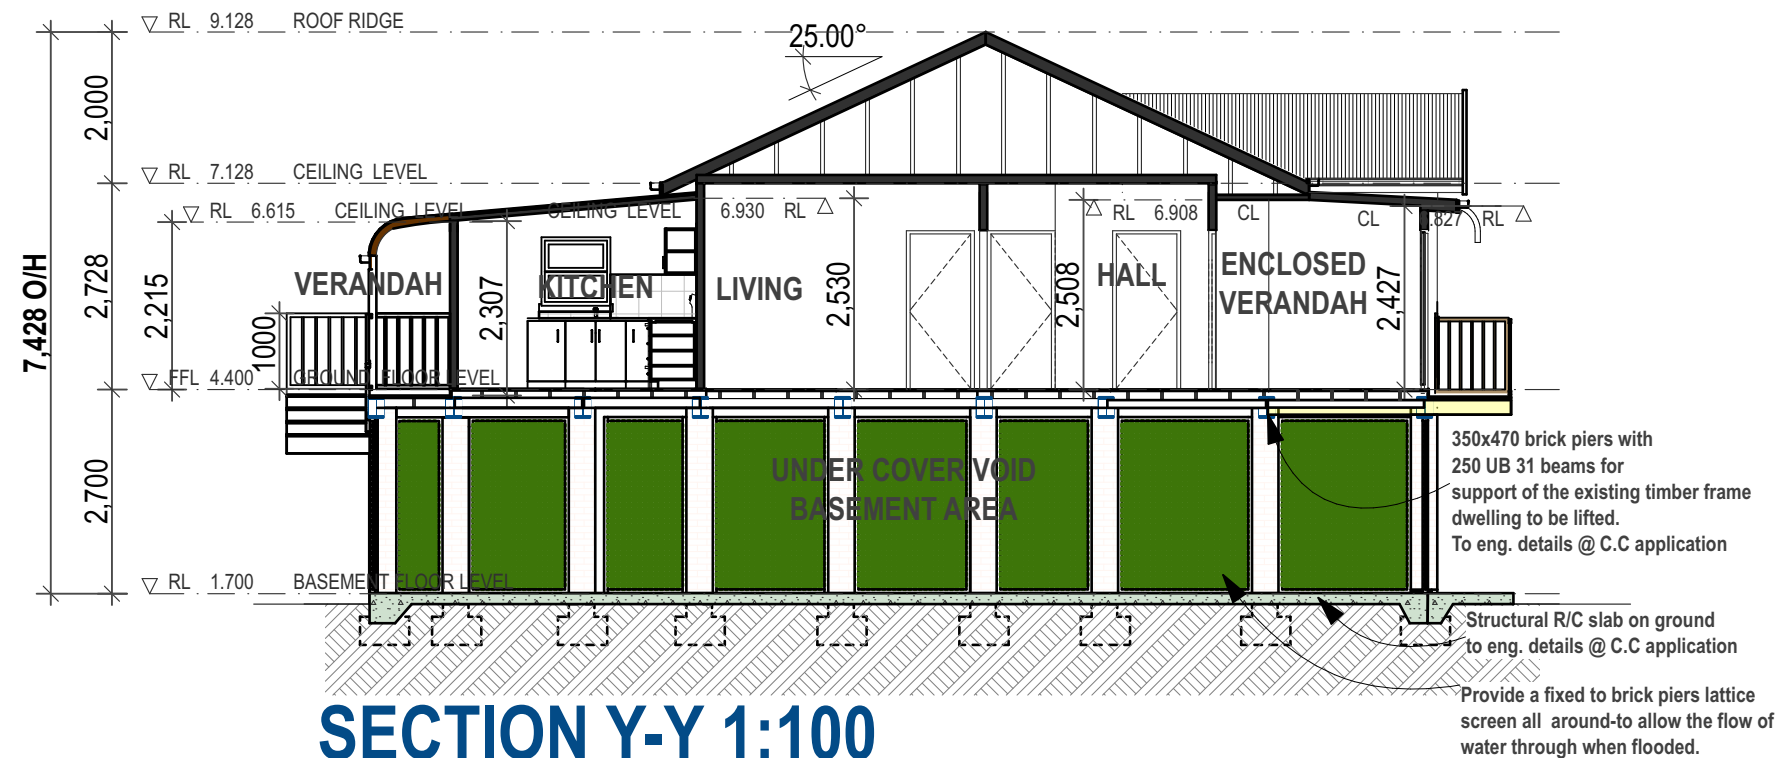 RL 9.128 ROOF RIDGE
25.00°
2,000
RL 7.128 CEILING LEVEL
RL 6.615 CEILING LEVEL
CEILING LEVEL 6.930 RL
RL 6.908 CL
CL .827 RL
7,428 O/H
2,728
2,215
1000
VERANDAH
2,307
KITCHEN
LIVING
2,530
2,508
HALL
ENCLOSED
VERANDAH
2,427
FFL 4.400 GROUND FLOOR LEVEL
2,700
UNDER COVER VOID
BASEMENT AREA
350x470 brick piers with
250 UB 31 beams for
support of the existing timber frame
dwelling to be lifted.
To eng. details @ C.C application
RL 1.700 BASEMENT FLOOR LEVEL
Structural R/C slab on ground
to eng. details @ C.C application
Provide a fixed to brick piers lattice
screen all around-to allow the flow of
water through when flooded.
SECTION Y-Y 1:100